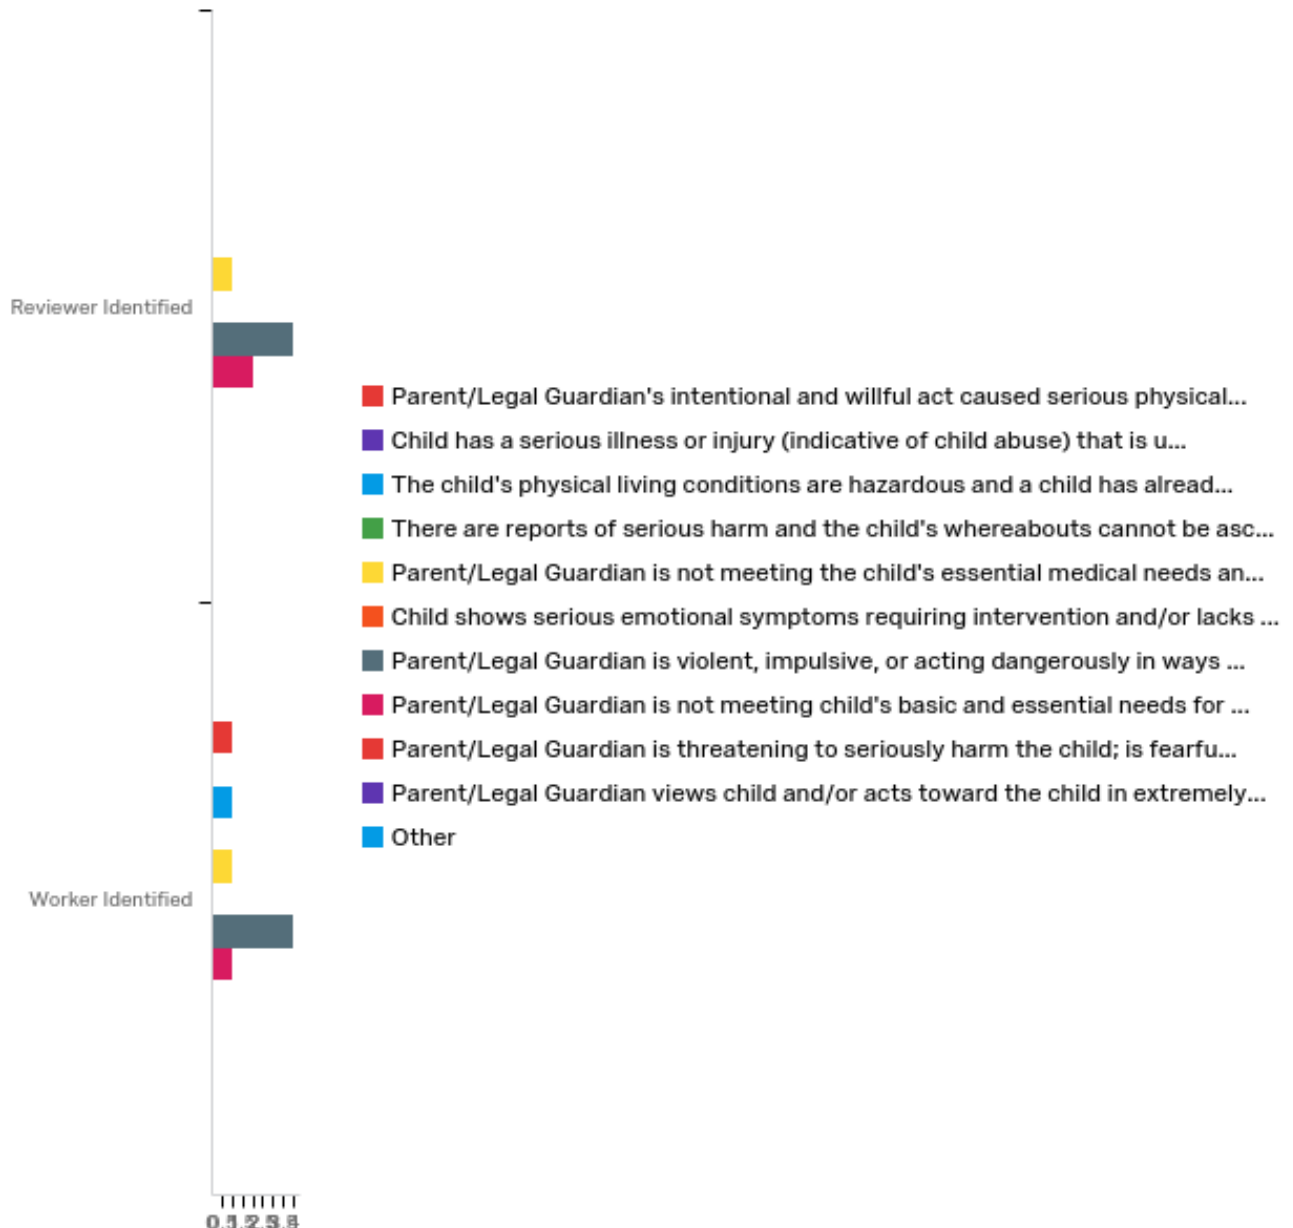 Reviewer Identified
Parent/Legal Guardian's intentional and willful act caused serious physical...
Child has a serious illness or injury (indicative of child abuse) that is u...
The child's physical living conditions are hazardous and a child has alread...
There are reports of serious harm and the child's whereabouts cannot be asc...
Parent/Legal Guardian is not meeting the child's essential medical needs an...
Child shows serious emotional symptoms requiring intervention and/or lacks ...
Parent/Legal Guardian is violent, impulsive, or acting dangerously in ways ...
Parent/Legal Guardian is not meeting child's basic and essential needs for ...
Parent/Legal Guardian is threatening to seriously harm the child; is fearfu...
Parent/Legal Guardian views child and/or acts toward the child in extremely...
Other
Worker Identified